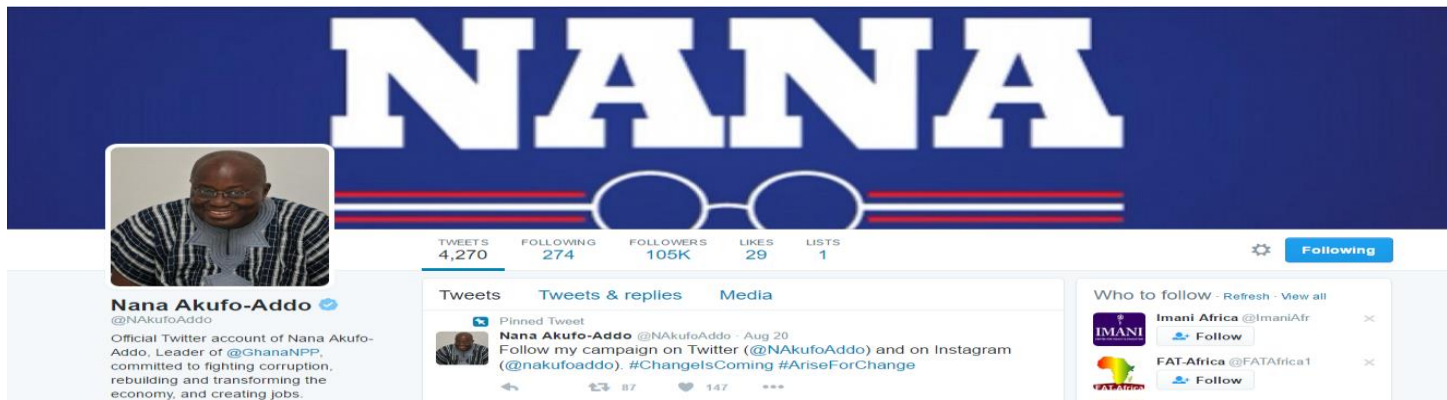 NANA
TWEETS
4,270
FOLLOWING
274
FOLLOWERS
105K
LIKES
29
LISTS
1
Following
Nana Akufo-Addo
@NAkufoAddo
Official Twitter account of Nana Akufo-
Addo, Leader of @GhanaNPP,
committed to fighting corruption,
rebuilding and transforming the
economy, and creating jobs.
Tweets Tweets & replies Media
Pinned Tweet
Nana Akufo-Addo @NAkufoAddo · Aug 20
Follow my campaign on Twitter (@NAkufoAddo) and on Instagram
(@nakufoaddo). #ChangeIsComing #AriseForChange
87 147
Who to follow · Refresh · View all
IMANI
Imani Africa @ImaniAfr
Follow
FAT-Africa
FAT-Africa @FATAfrica1
Follow